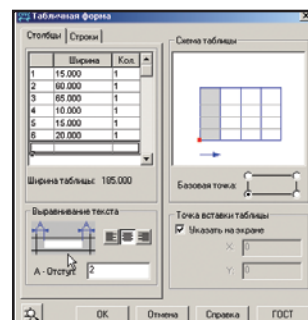 Табличная форма
Столбцы Строки
Ширина Кол.
1 15.000 1
2 60.000 1
3 65.000 1
4 10.000 1
5 15.000 1
6 20.000 1
Ширина таблицы: 185.000
Схема таблицы
Базовая точка:
Выравнивание текста
А - Отступ: 2
Точка вставки таблицы
Указать на экране
X: 0
Y: 0
ОК Отмена Справка ГОСТ